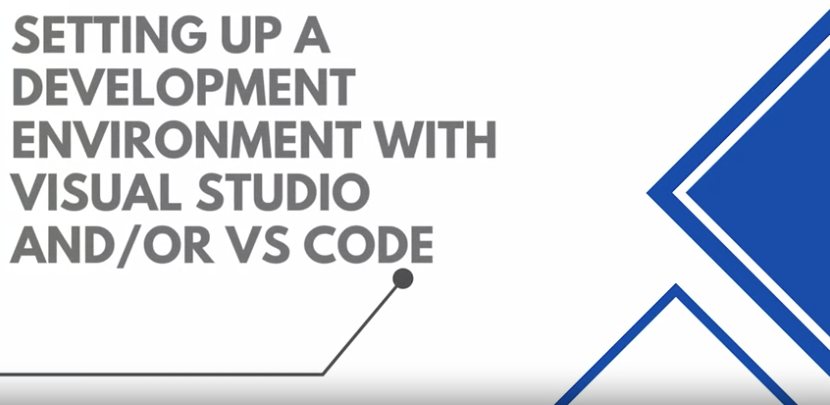 SETTING UP A
DEVELOPMENT
ENVIRONMENT WITH
VISUAL STUDIO
AND/OR VS CODE